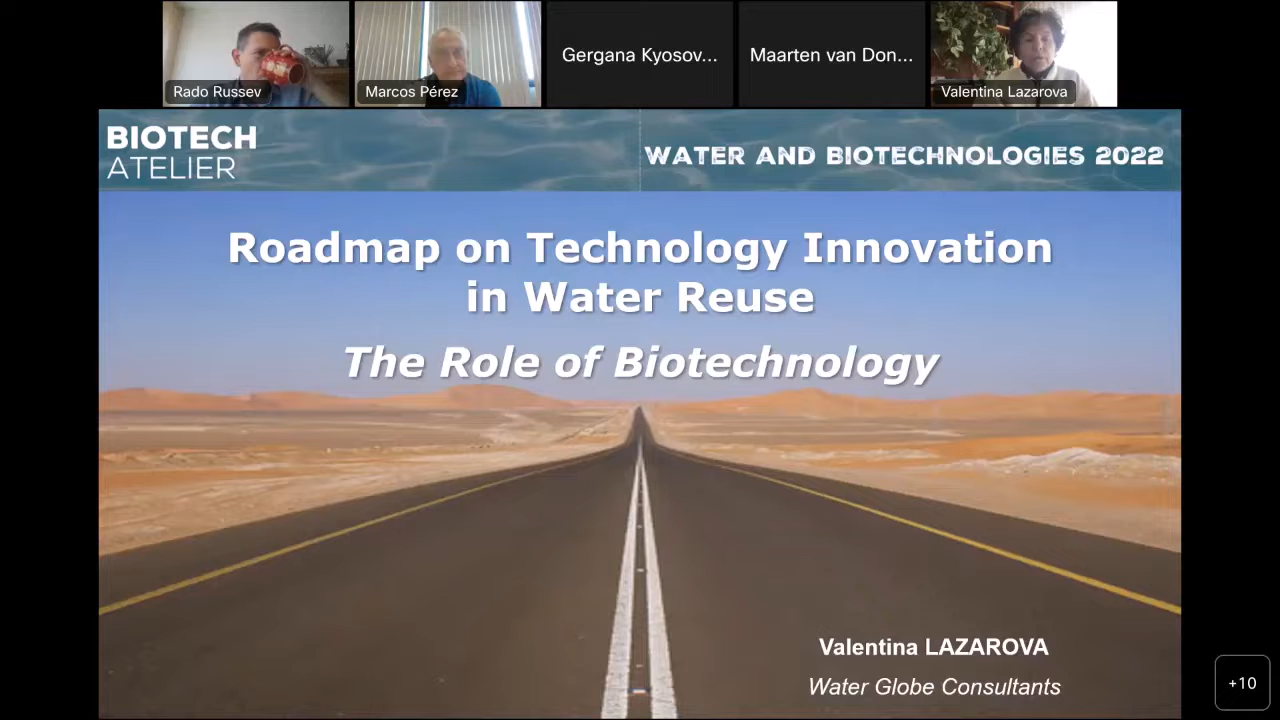 Gergana Kyosov...
Maarten van Don...
Rado Russev
Marcos Pérez
Valentina Lazarova
BIOTECH
ATELIER
WATER AND BIOTECHNOLOGIES 2022
Roadmap on Technology Innovation
in Water Reuse
The Role of Biotechnology
Valentina LAZAROVA
Water Globe Consultants
+10